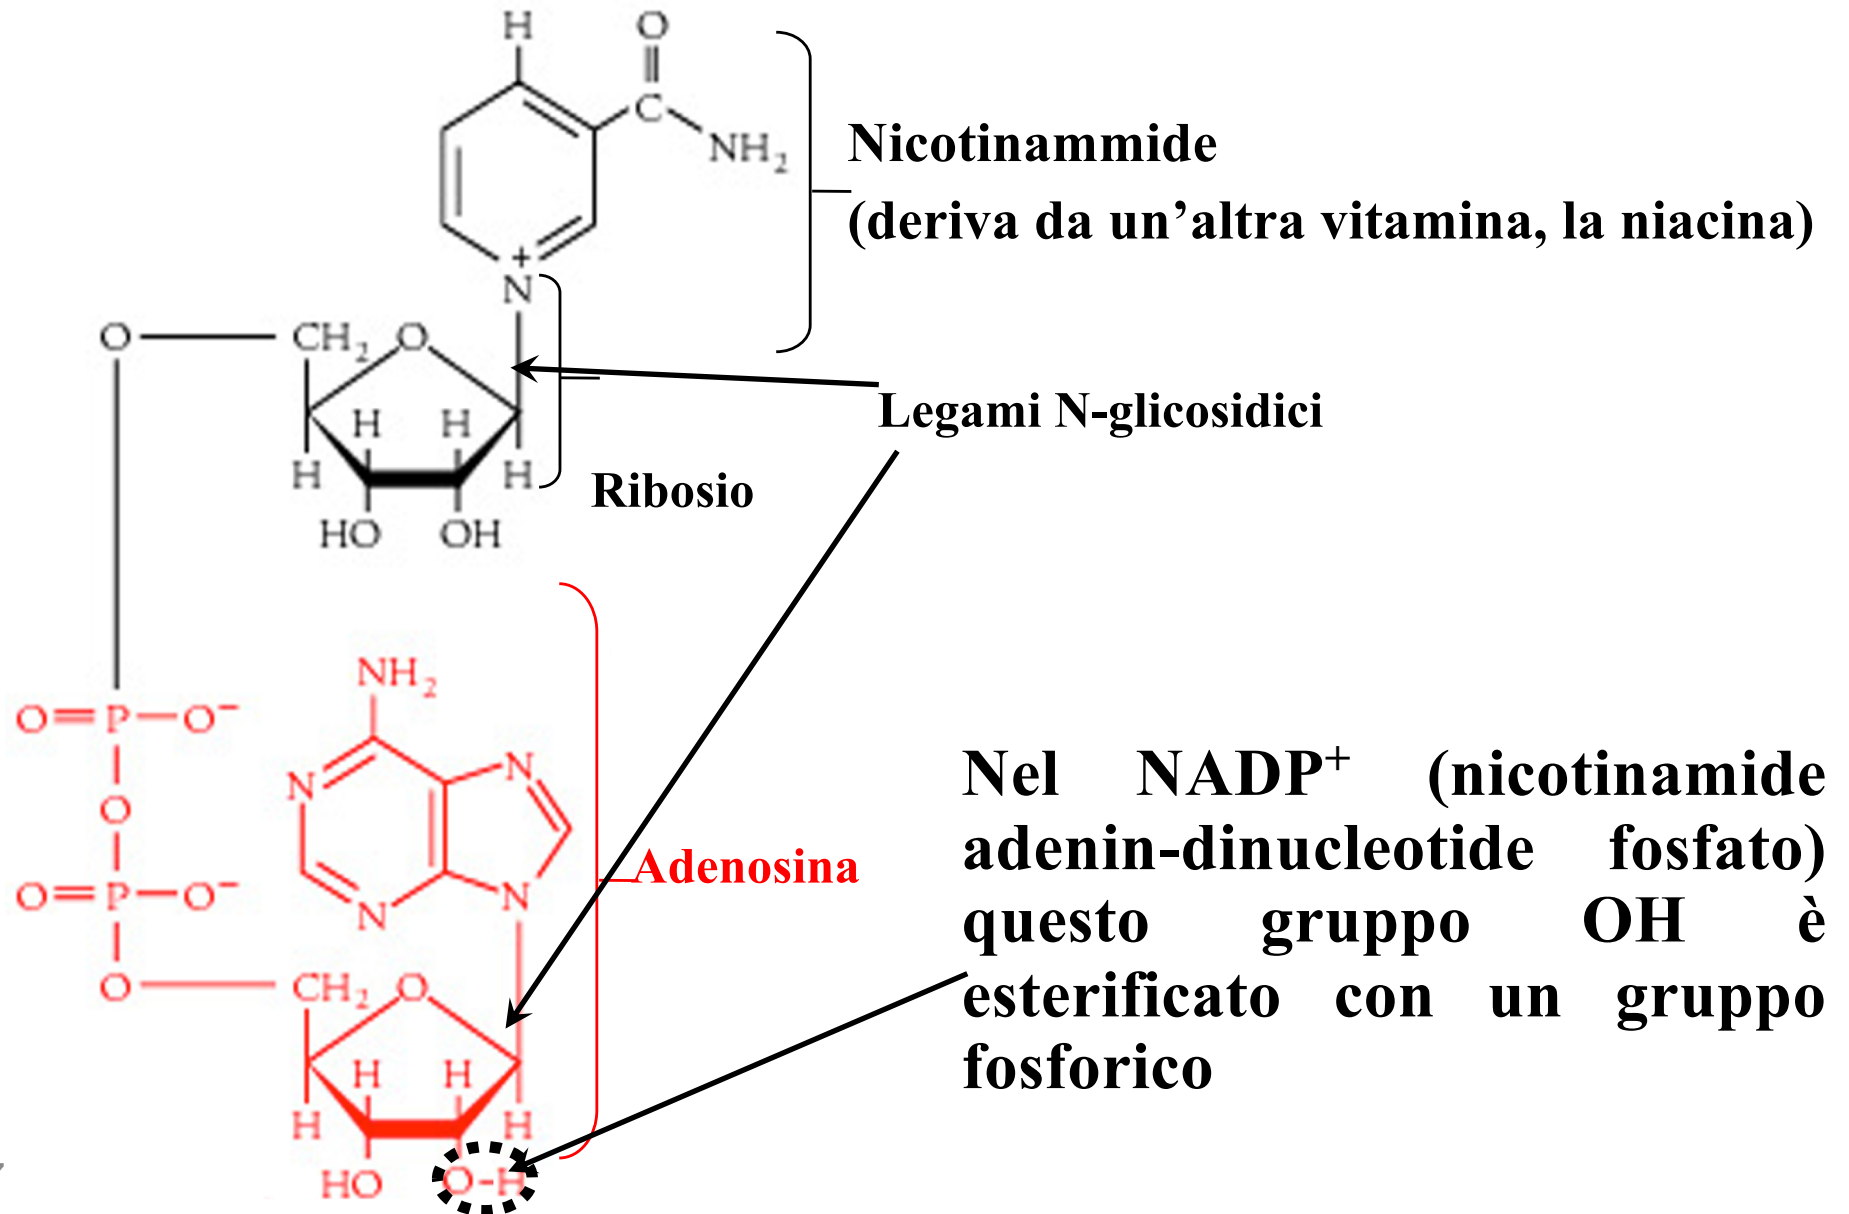 H
O
C
NH2
Nicotinammide
(deriva da un’altra vitamina, la niacina)
+
N
O
CH2
O
Legami N-glicosidici
H
H
H
H
Ribosio
HO
OH
NH2
O
P
O−
N
N
O
Adenosina
O
P
O−
N
N
O
CH2
O
H
H
H
H
HO
O-H
Nel NADP+ (nicotinamide
adenin-dinucleotide fosfato)
questo gruppo OH è
esterificato con un gruppo
fosforico